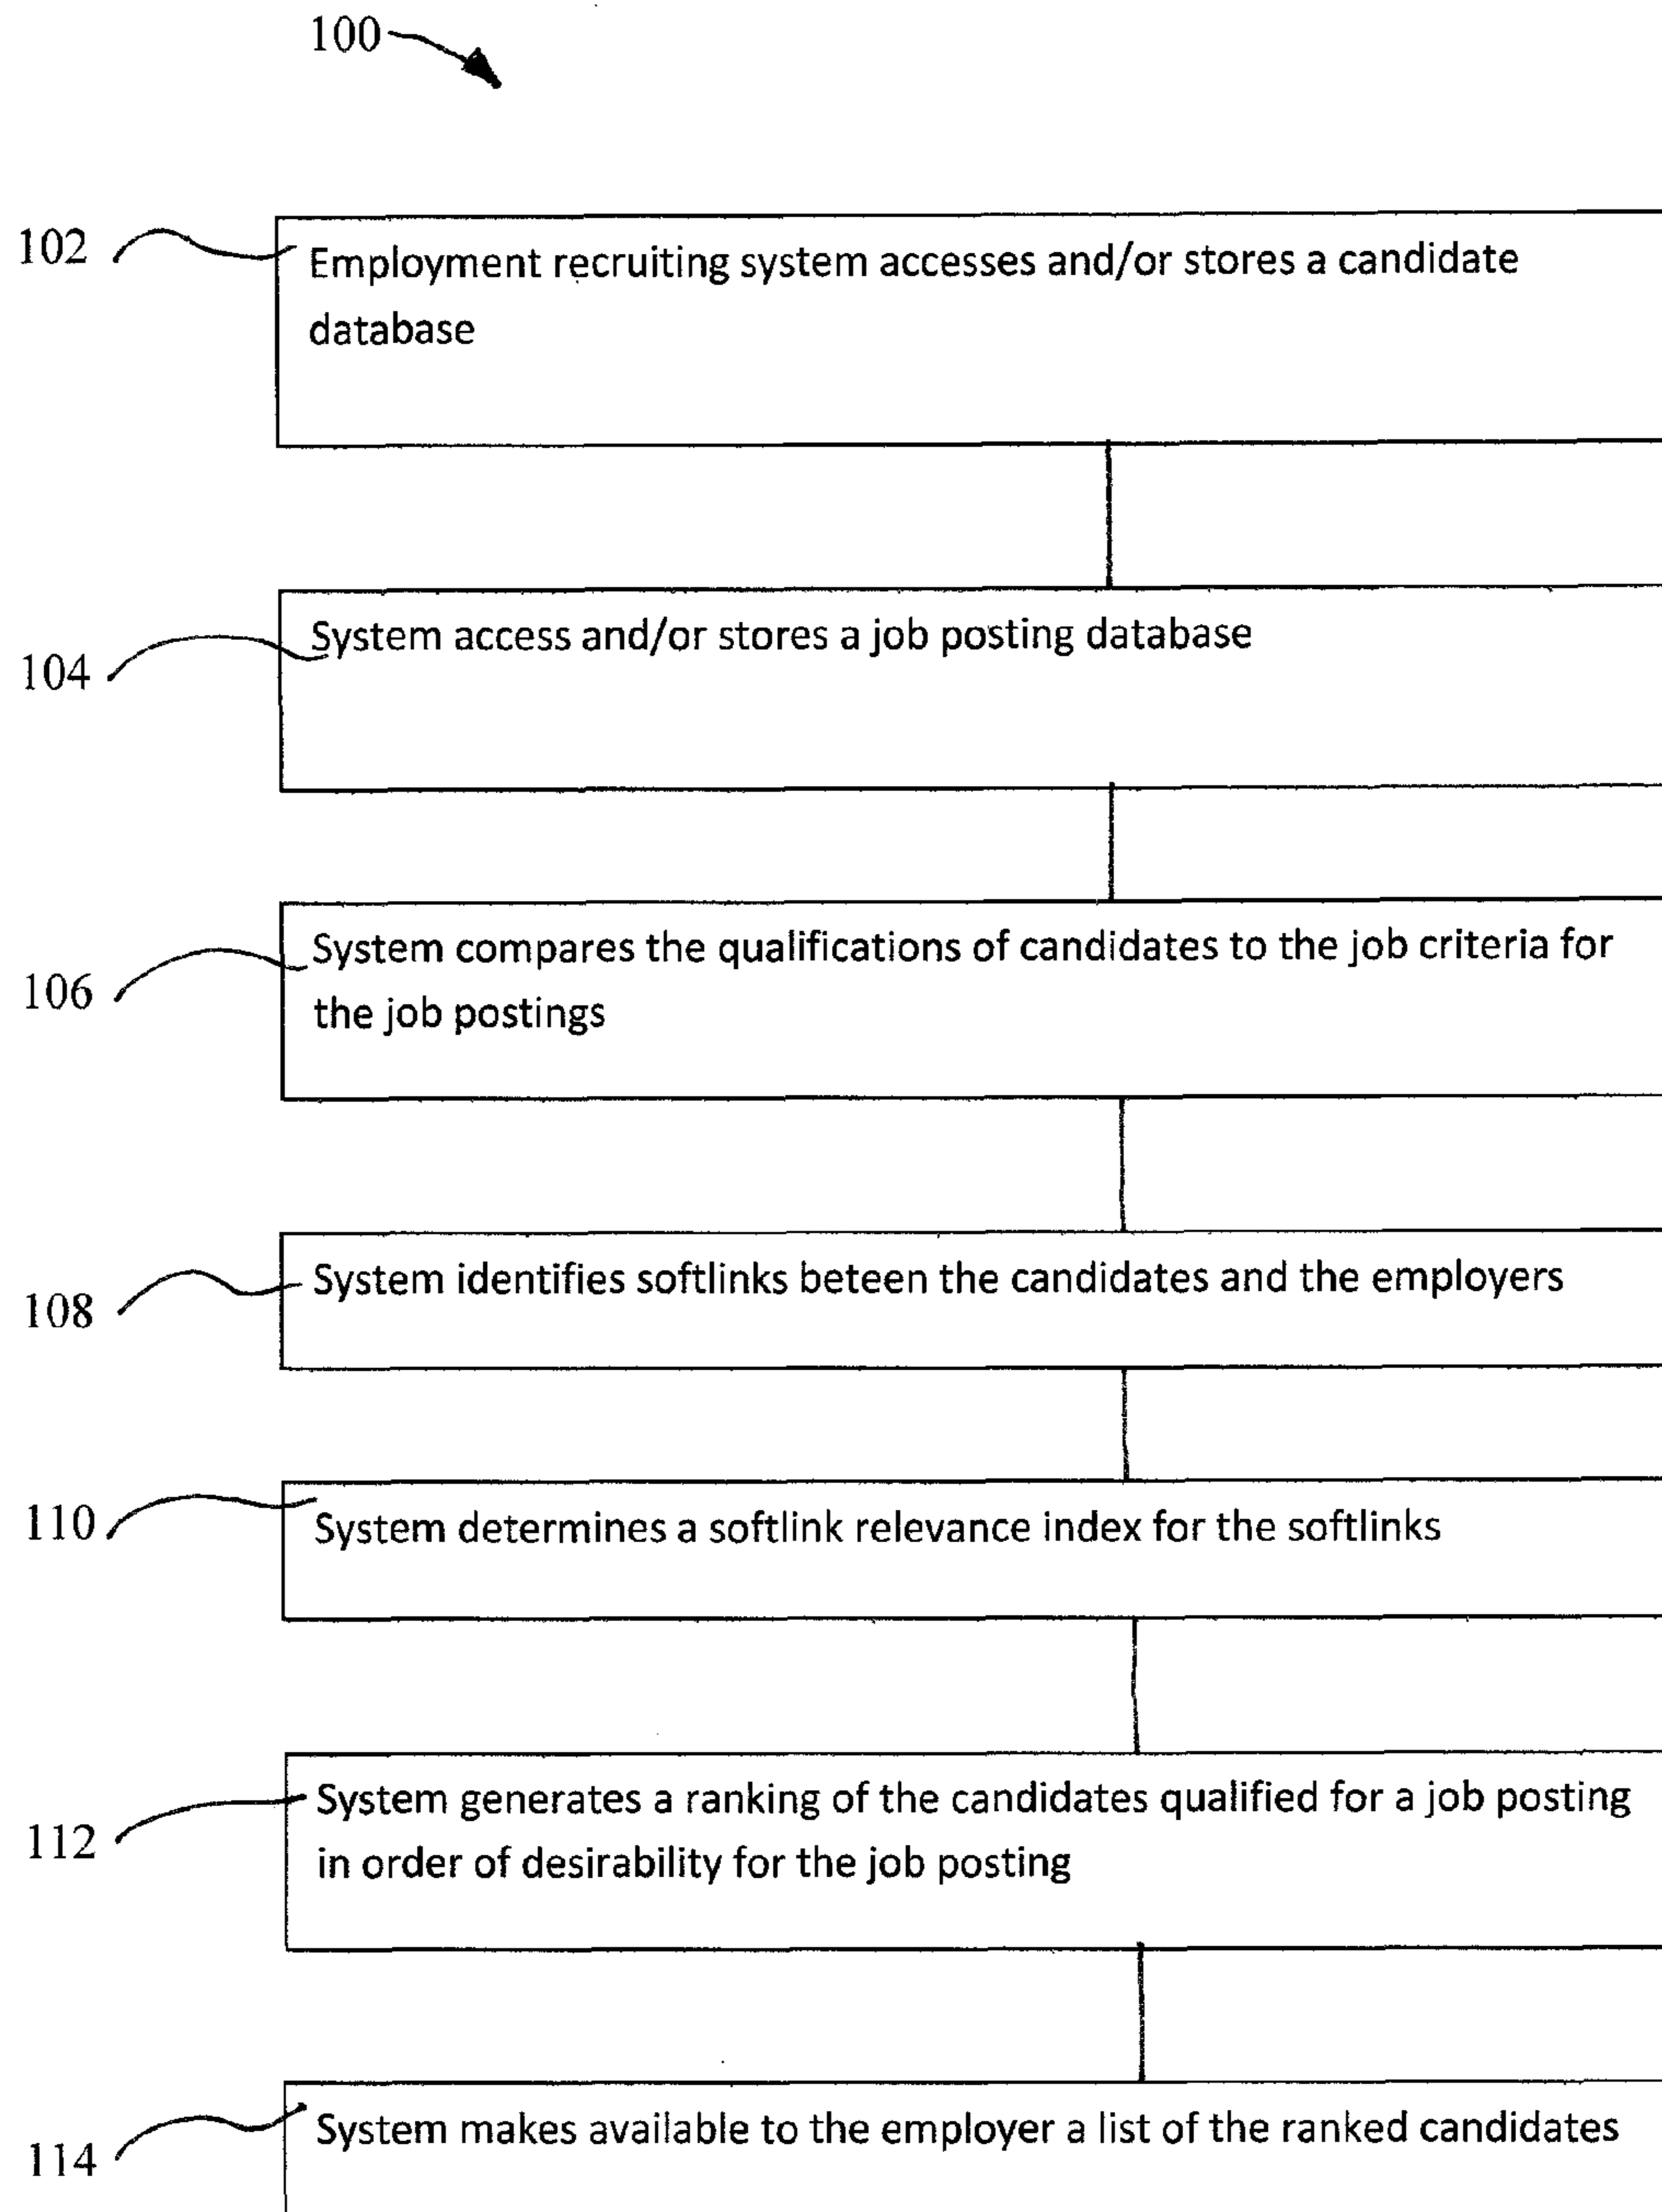 100
102
Employment recruiting system accesses and/or stores a candidate
database
104
System access and/or stores a job posting database
106
System compares the qualifications of candidates to the job criteria for
the job postings
108
System identifies softlinks beteen the candidates and the employers
110
System determines a softlink relevance index for the softlinks
112
System generates a ranking of the candidates qualified for a job posting
in order of desirability for the job posting
114
System makes available to the employer a list of the ranked candidates